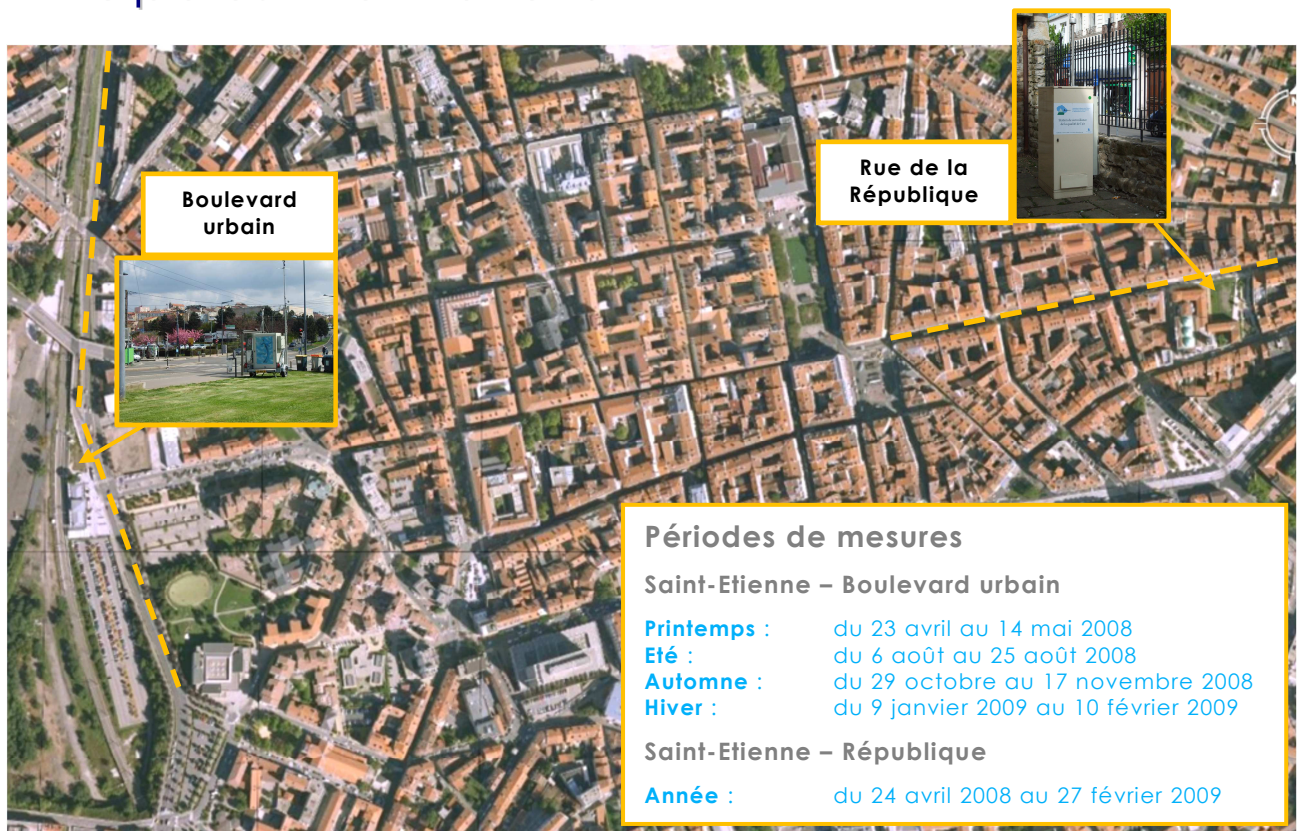 Boulevard
urbain
Rue de la
République
Périodes de mesures
Saint-Etienne – Boulevard urbain
Printemps : du 23 avril au 14 mai 2008
Eté : du 6 août au 25 août 2008
Automne : du 29 octobre au 17 novembre 2008
Hiver : du 9 janvier 2009 au 10 février 2009
Saint-Etienne – République
Année : du 24 avril 2008 au 27 février 2009